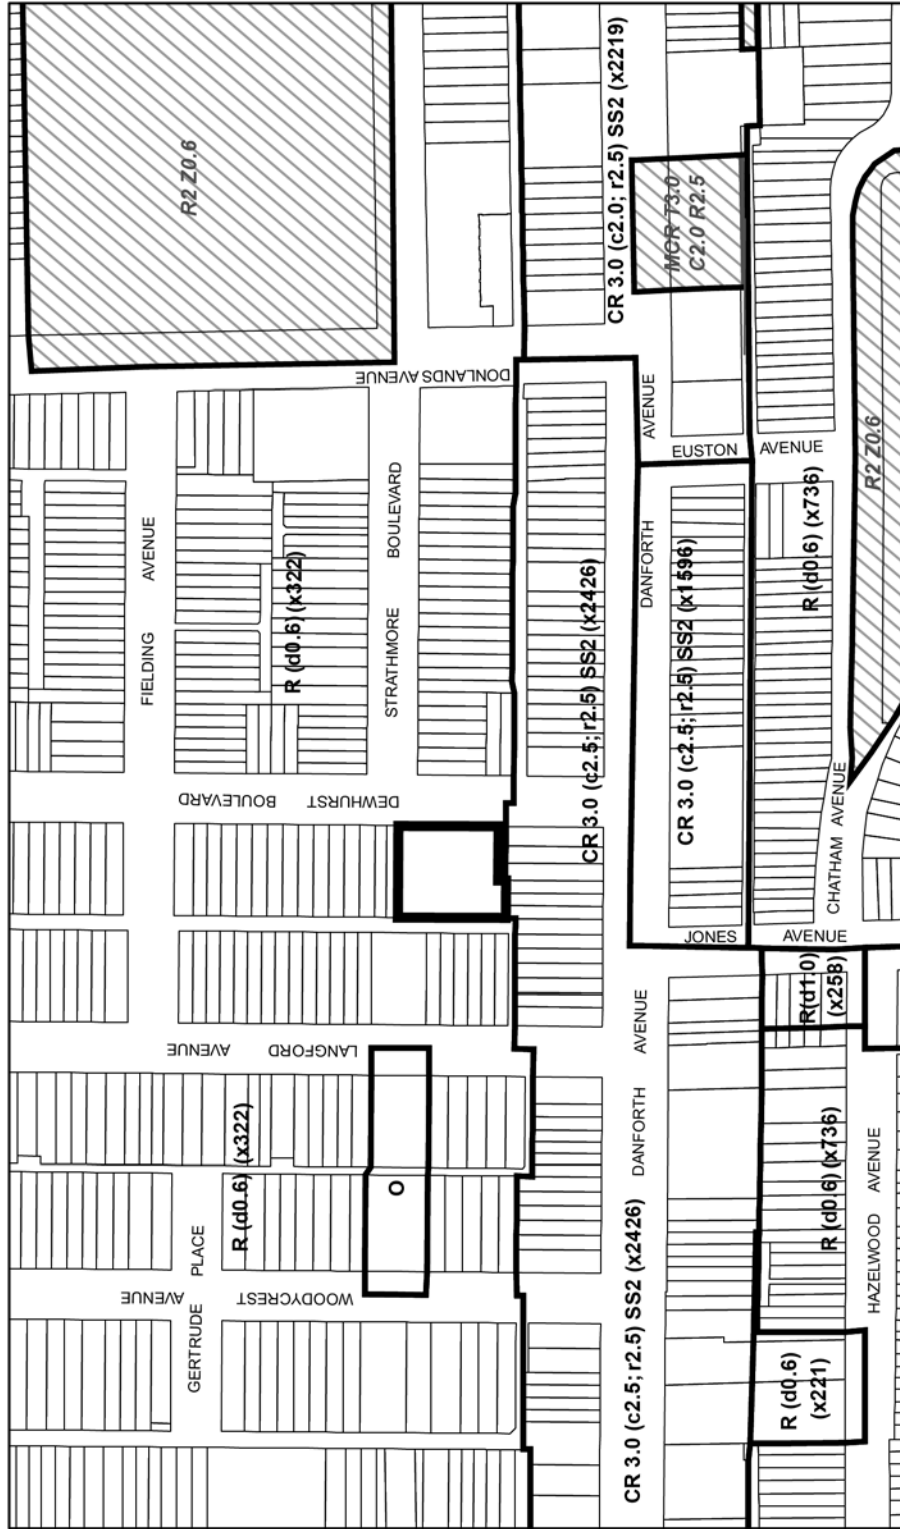 R2 Z0.6
DONLANDS AVENUE
FIELDING AVENUE
STRATHMORE BOULEVARD
R (d0.6) (x322)
DEWHURST BOULEVARD
LANGFORD AVENUE
O
R (d0.6) (x322)
GERTRUDE PLACE
WOODYCREST AVENUE
CR 3.0 (c2.0; r2.5) SS2 (x2219)
MCR T3.0
C2.0 R2.5
DANFORTH AVENUE
EUSTON AVENUE
CR 3.0 (c2.5; r2.5) SS2 (x2426)
CR 3.0 (c2.5; r2.5) SS2 (x1596)
R (d0.6) (x736)
R2 Z0.6
CHATHAM AVENUE
JONES AVENUE
R(d1.0)
(x258)
DANFORTH AVENUE
CR 3.0 (c2.5; r2.5) SS2 (x2426)
R (d0.6) (x736)
HAZELWOOD AVENUE
R (d0.6)
(x221)